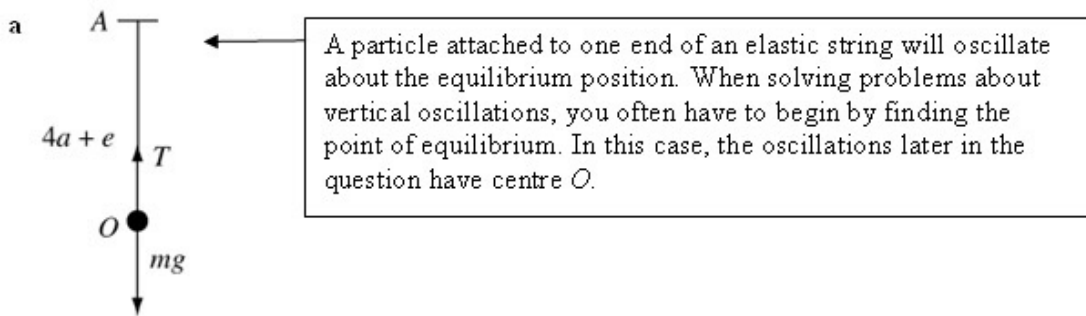 a
A
A particle attached to one end of an elastic string will oscillate
about the equilibrium position. When solving problems about
vertical oscillations, you often have to begin by finding the
point of equilibrium. In this case, the oscillations later in the
question have centre O.
4a + e
T
O
mg